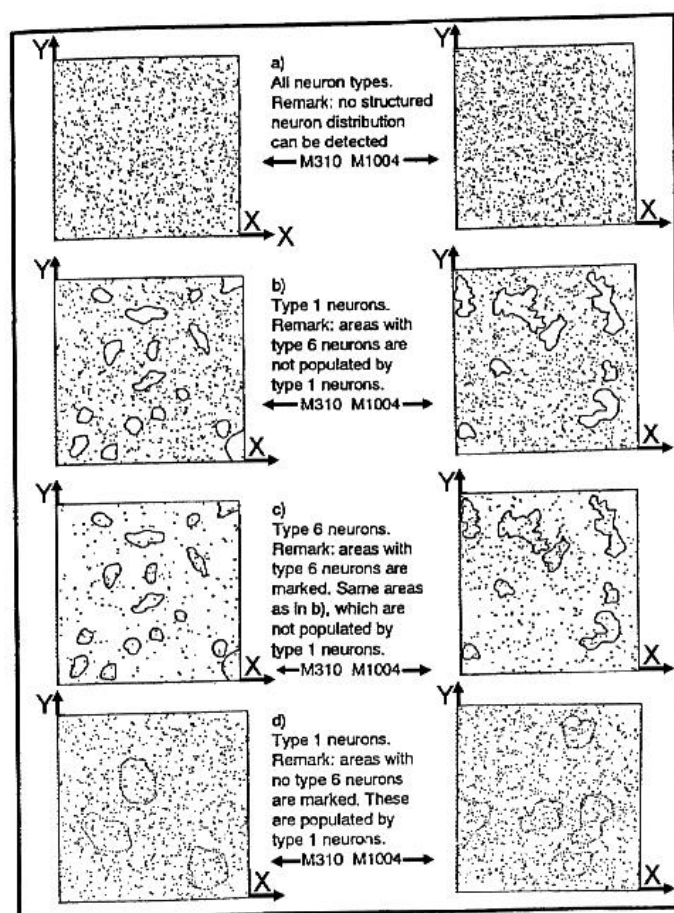 Y
X
X
a)
All neuron types.
Remark: no structured
neuron distribution
can be detected
M310 M1004
Y
X
Y
X
b)
Type 1 neurons.
Remark: areas with
type 6 neurons are
not populated by
type 1 neurons.
M310 M1004
Y
X
Y
X
c)
Type 6 neurons.
Remark: areas with
type 6 neurons are
marked. Same areas
as in b), which are
not populated by
type 1 neurons.
M310 M1004
Y
X
Y
X
d)
Type 1 neurons.
Remark: areas with
no type 6 neurons
are marked. These
are populated by
type 1 neurons.
M310 M1004
Y
X